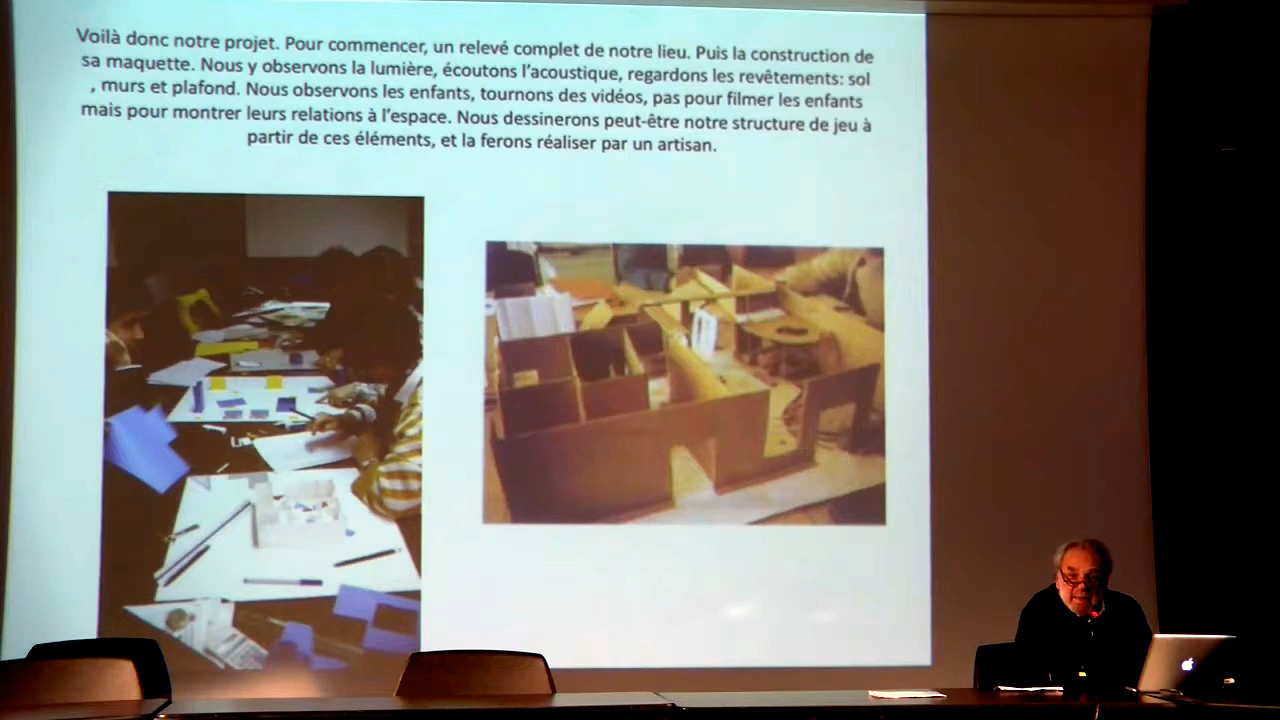 Voilà donc notre projet. Pour commencer, un relevé complet de notre lieu. Puis la construction de
sa maquette. Nous y observons la lumière, écoutons l'acoustique, regardons les revêtements: sol
, murs et plafond. Nous observons les enfants, tournons des vidéos, pas pour filmer les enfants
mais pour montrer leurs relations à l'espace. Nous dessinerons peut-être notre structure de jeu à
partir de ces éléments, et la ferons réaliser par un artisan.